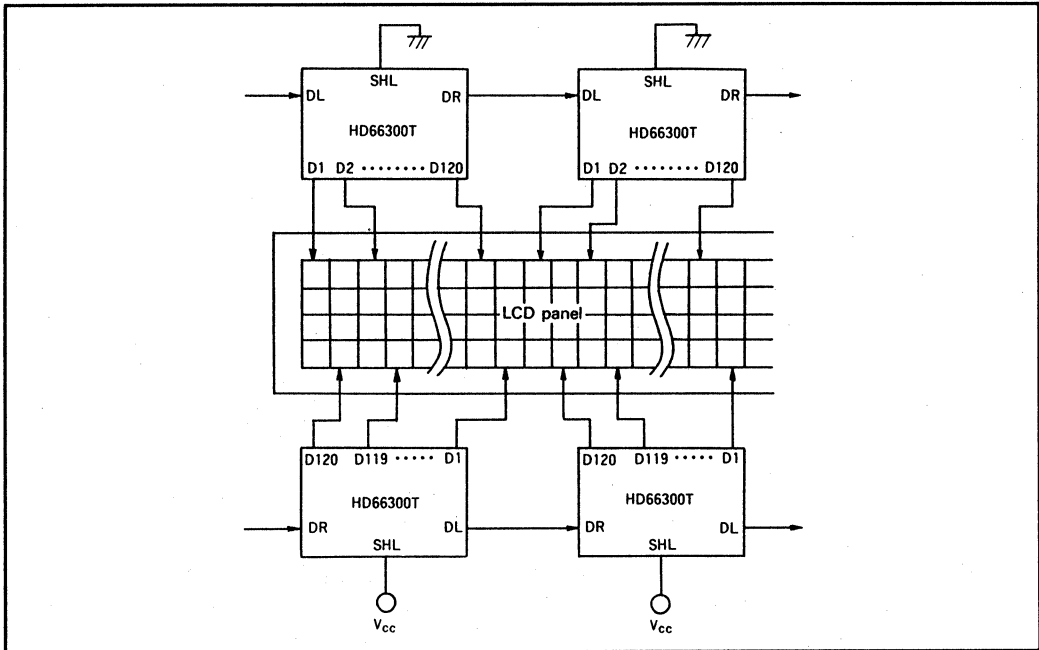 SHL SHL
DL DR DL DR
HD66300T HD66300T
D1 D2 ········ D120 D1 D2 ········ D120
LCD panel
D120 D119 ····· D1 D120 D119 ····· D1
HD66300T HD66300T
DR DL DR DL
SHL SHL
Vcc Vcc